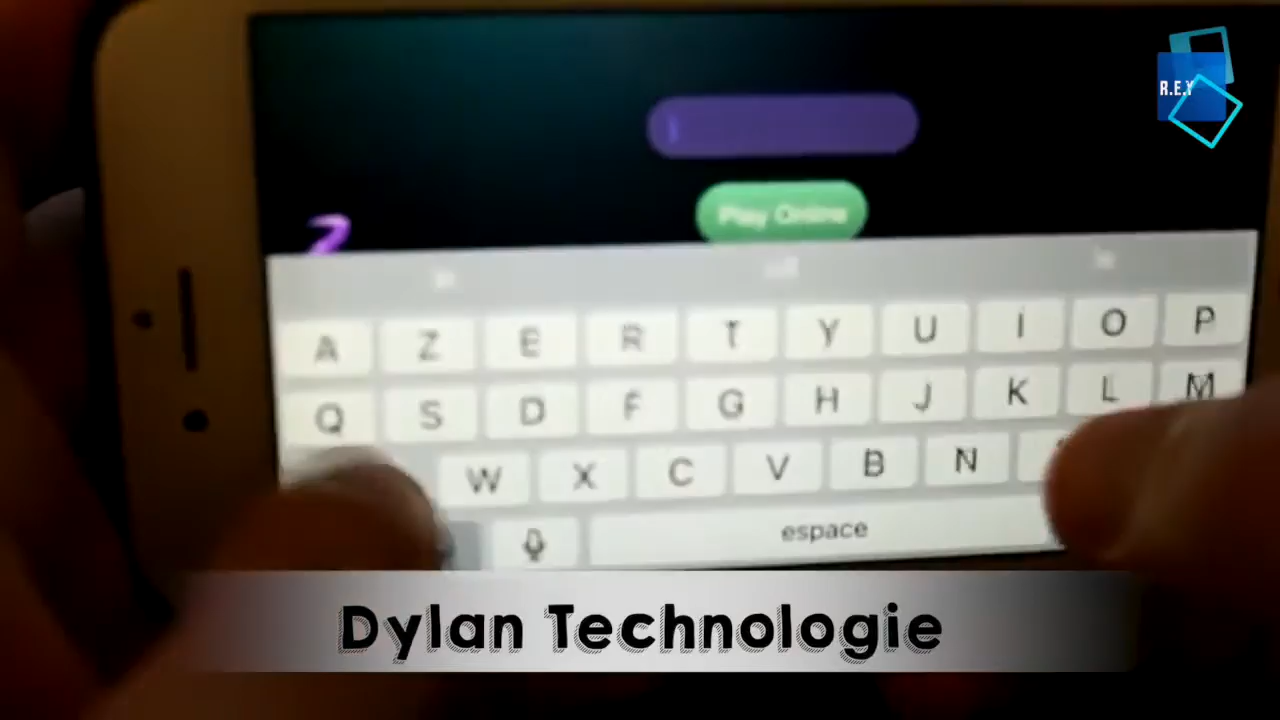 R.E.Y
Play Online
A Z E R T Y U I O P
Q S D F G H J K L M
W X C V B N
espace
Dylan Technologie